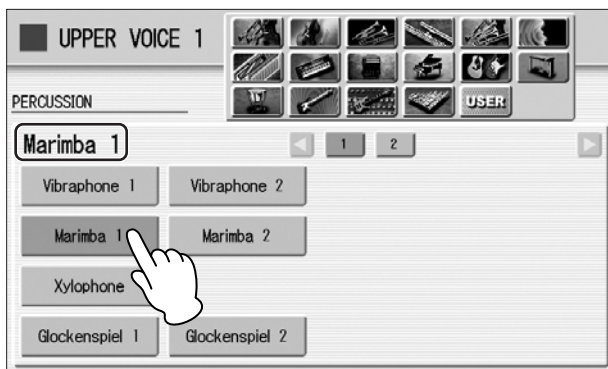 UPPER VOICE 1
USER
PERCUSSION
Marimba 1
1 2
Vibraphone 1 Vibraphone 2
Marimba 1 Marimba 2
Xylophone
Glockenspiel 1 Glockenspiel 2